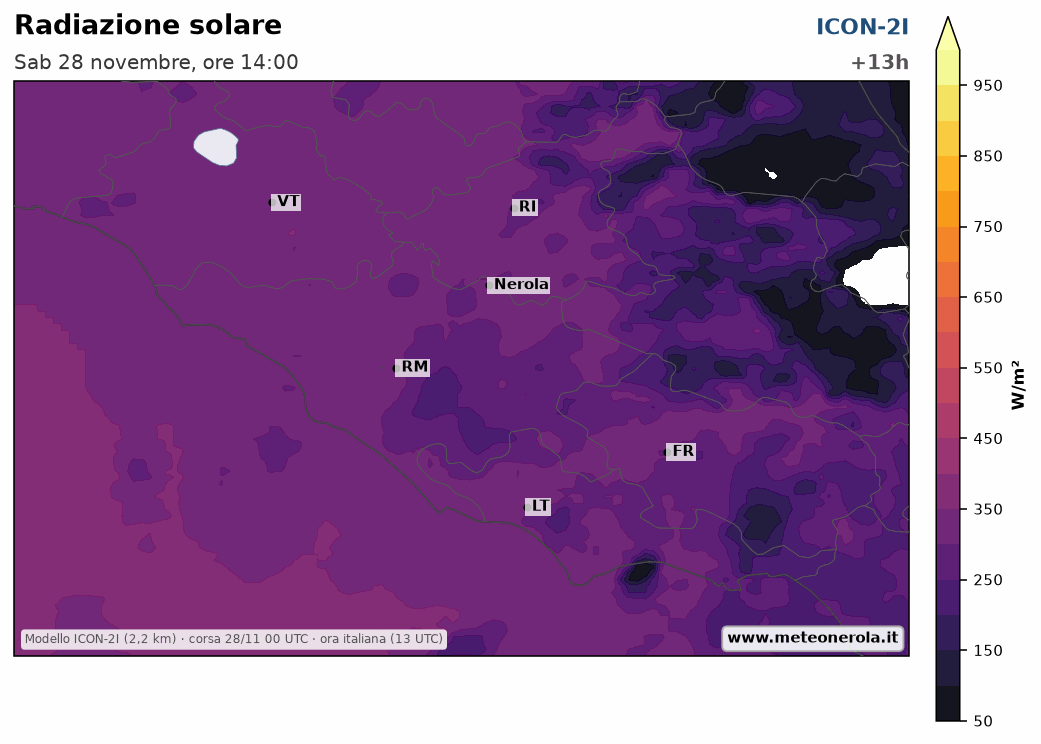 Radiazione solare
ICON-2I
Sab 28 novembre, ore 14:00
+13h
VT
RI
Nerola
RM
FR
LT
950
850
750
650
550
450
350
250
150
50
W/m²
Modello ICON-2I (2,2 km) · corsa 28/11 00 UTC · ora italiana (13 UTC)
www.meteonerola.it